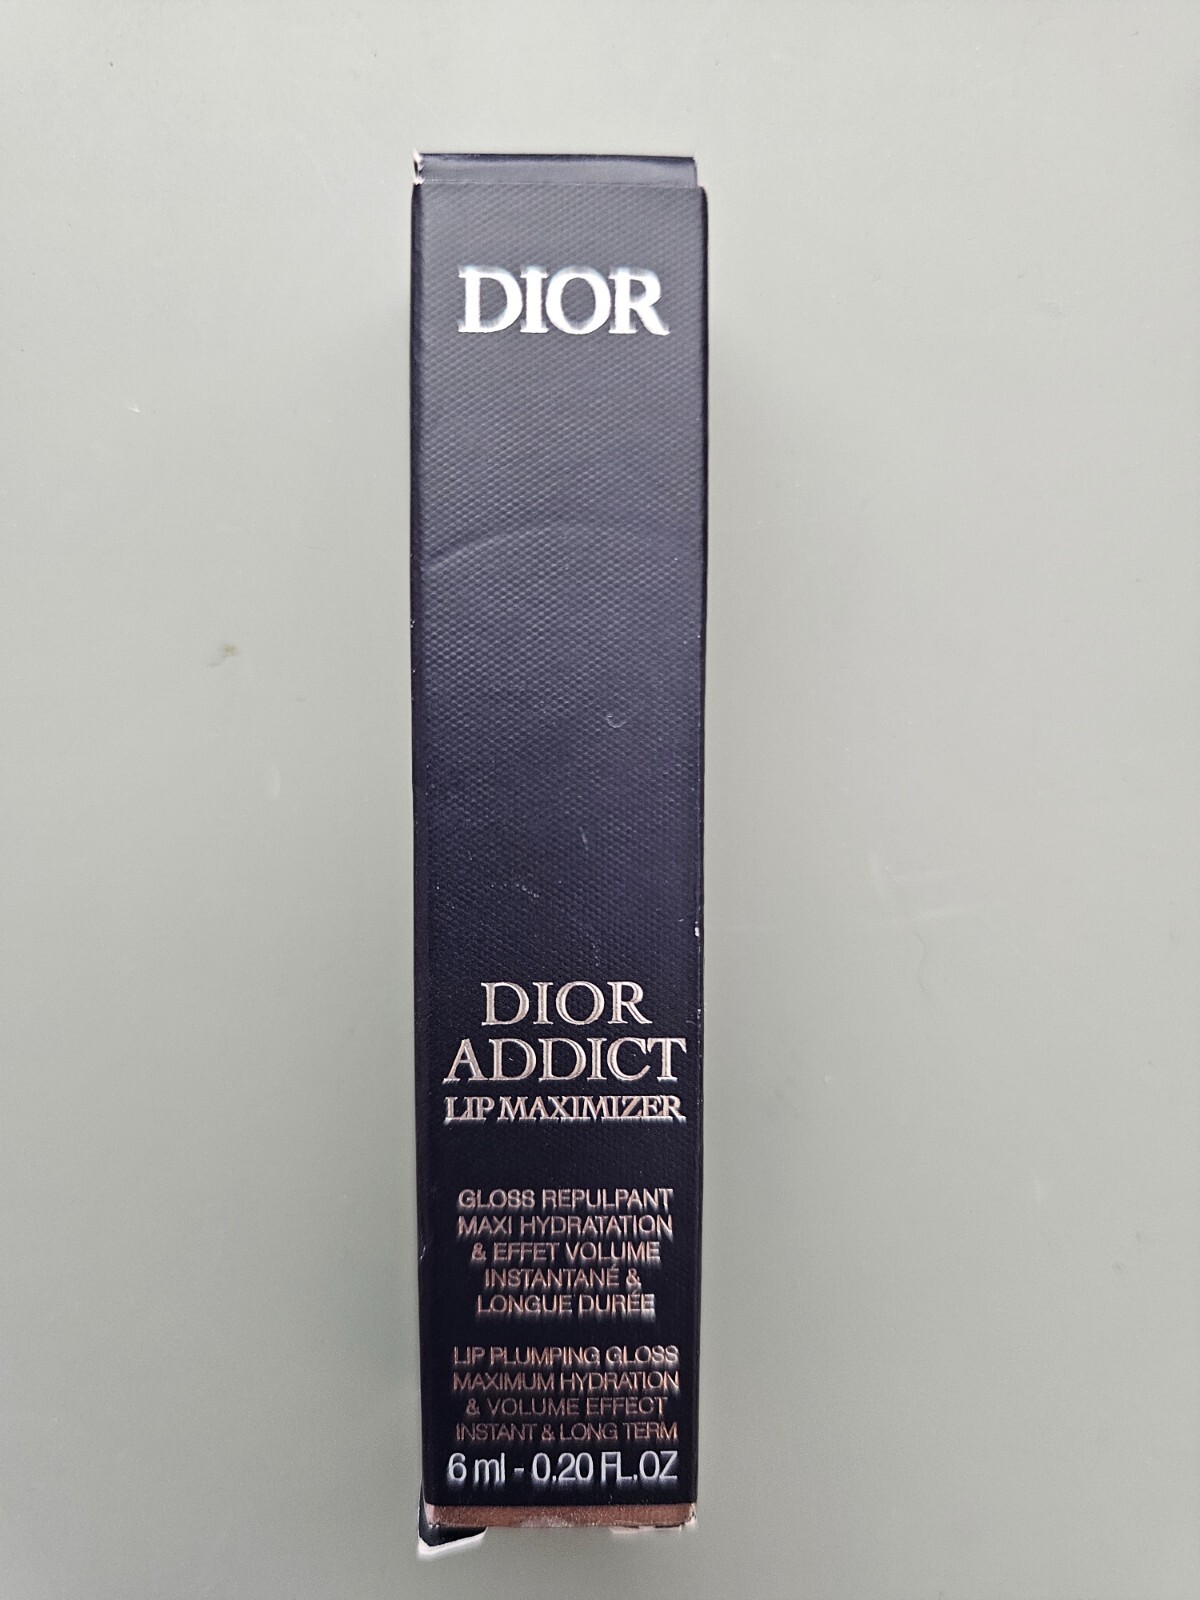 DIOR
DIOR
ADDICT
LIP MAXIMIZER
GLOSS REPULPANT
MAXI HYDRATATION
& EFFET VOLUME
INSTANTANÉ &
LONGUE DURÉE
LIP PLUMPING GLOSS
MAXIMUM HYDRATION
& VOLUME EFFECT
INSTANT & LONG TERM
6 ml - 0.20 FL.OZ